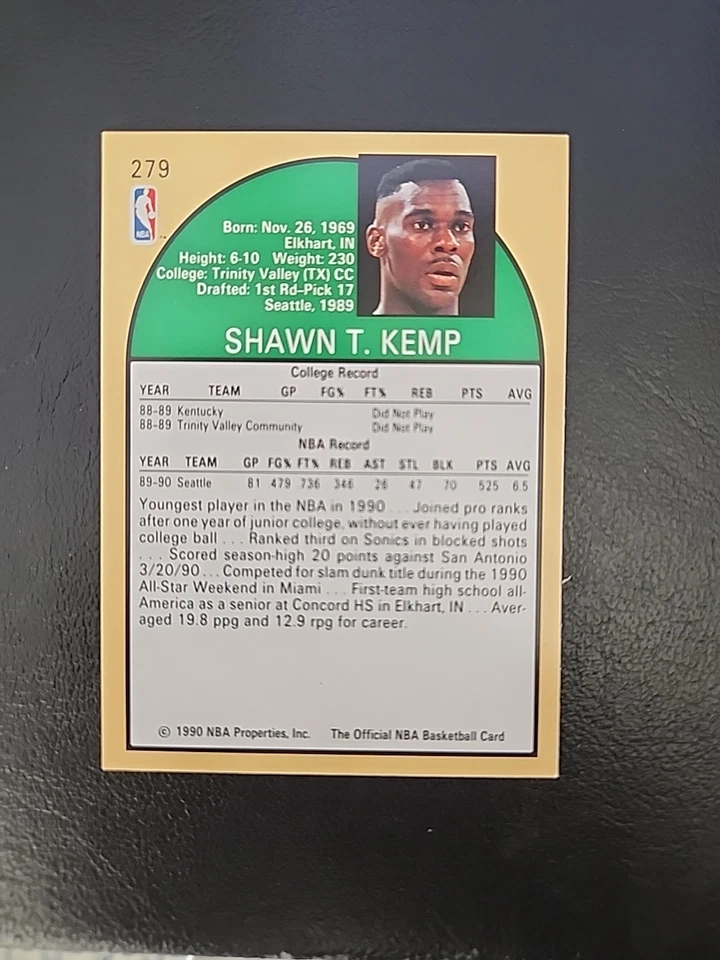 279
NBA
Born: Nov. 26, 1969
Elkhart, IN
Height: 6-10 Weight: 230
College: Trinity Valley (TX) CC
Drafted: 1st Rd-Pick 17
Seattle, 1989
SHAWN T. KEMP
College Record
YEAR TEAM GP FG% FT% REB PTS AVG
88-89 Kentucky Did Not Play
88-89 Trinity Valley Community Did Not Play
NBA Record
YEAR TEAM GP FG% FT% REB AST STL BLK PTS AVG
89-90 Seattle 81 479 736 346 26 47 70 525 6.5
Youngest player in the NBA in 1990 . . . Joined pro ranks
after one year of junior college, without ever having played
college ball . . . Ranked third on Sonics in blocked shots
. . . Scored season-high 20 points against San Antonio
3/20/90 . . . Competed for slam dunk title during the 1990
All-Star Weekend in Miami . . . First-team high school all-
America as a senior at Concord HS in Elkhart, IN . . . Aver-
aged 19.8 ppg and 12.9 rpg for career.
© 1990 NBA Properties, Inc. The Official NBA Basketball Card